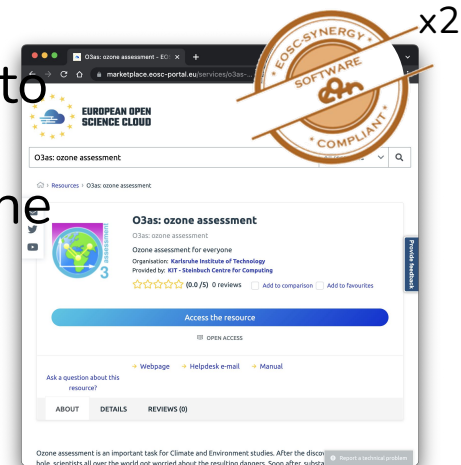 x2
EOSC-SYNERGY
SOFTWARE
COMPLIANT
to
ne
O3as: ozone assessment - EOS
marketplace.eosc-portal.eu/services/o3as-...
EUROPEAN OPEN
SCIENCE CLOUD
O3as: ozone assessment
Resources
O3as: ozone assessment
assessment
3
O3as: ozone assessment
O3as: ozone assessment
Ozone assessment for everyone
Organisation: Karlsruhe Institute of Technology
Provided by: KIT - Steinbuch Centre for Computing
(0.0 /5) 0 reviews Add to comparison Add to favourites
Provide feedback
Access the resource
OPEN ACCESS
Webpage Helpdesk e-mail Manual
Ask a question about this
resource?
ABOUT DETAILS REVIEWS (0)
Ozone assessment is an important task for Climate and Environment studies. After the discov
hole, scientists all over the world got worried about the resulting dangers. Soon after, substa
Report a technical problem